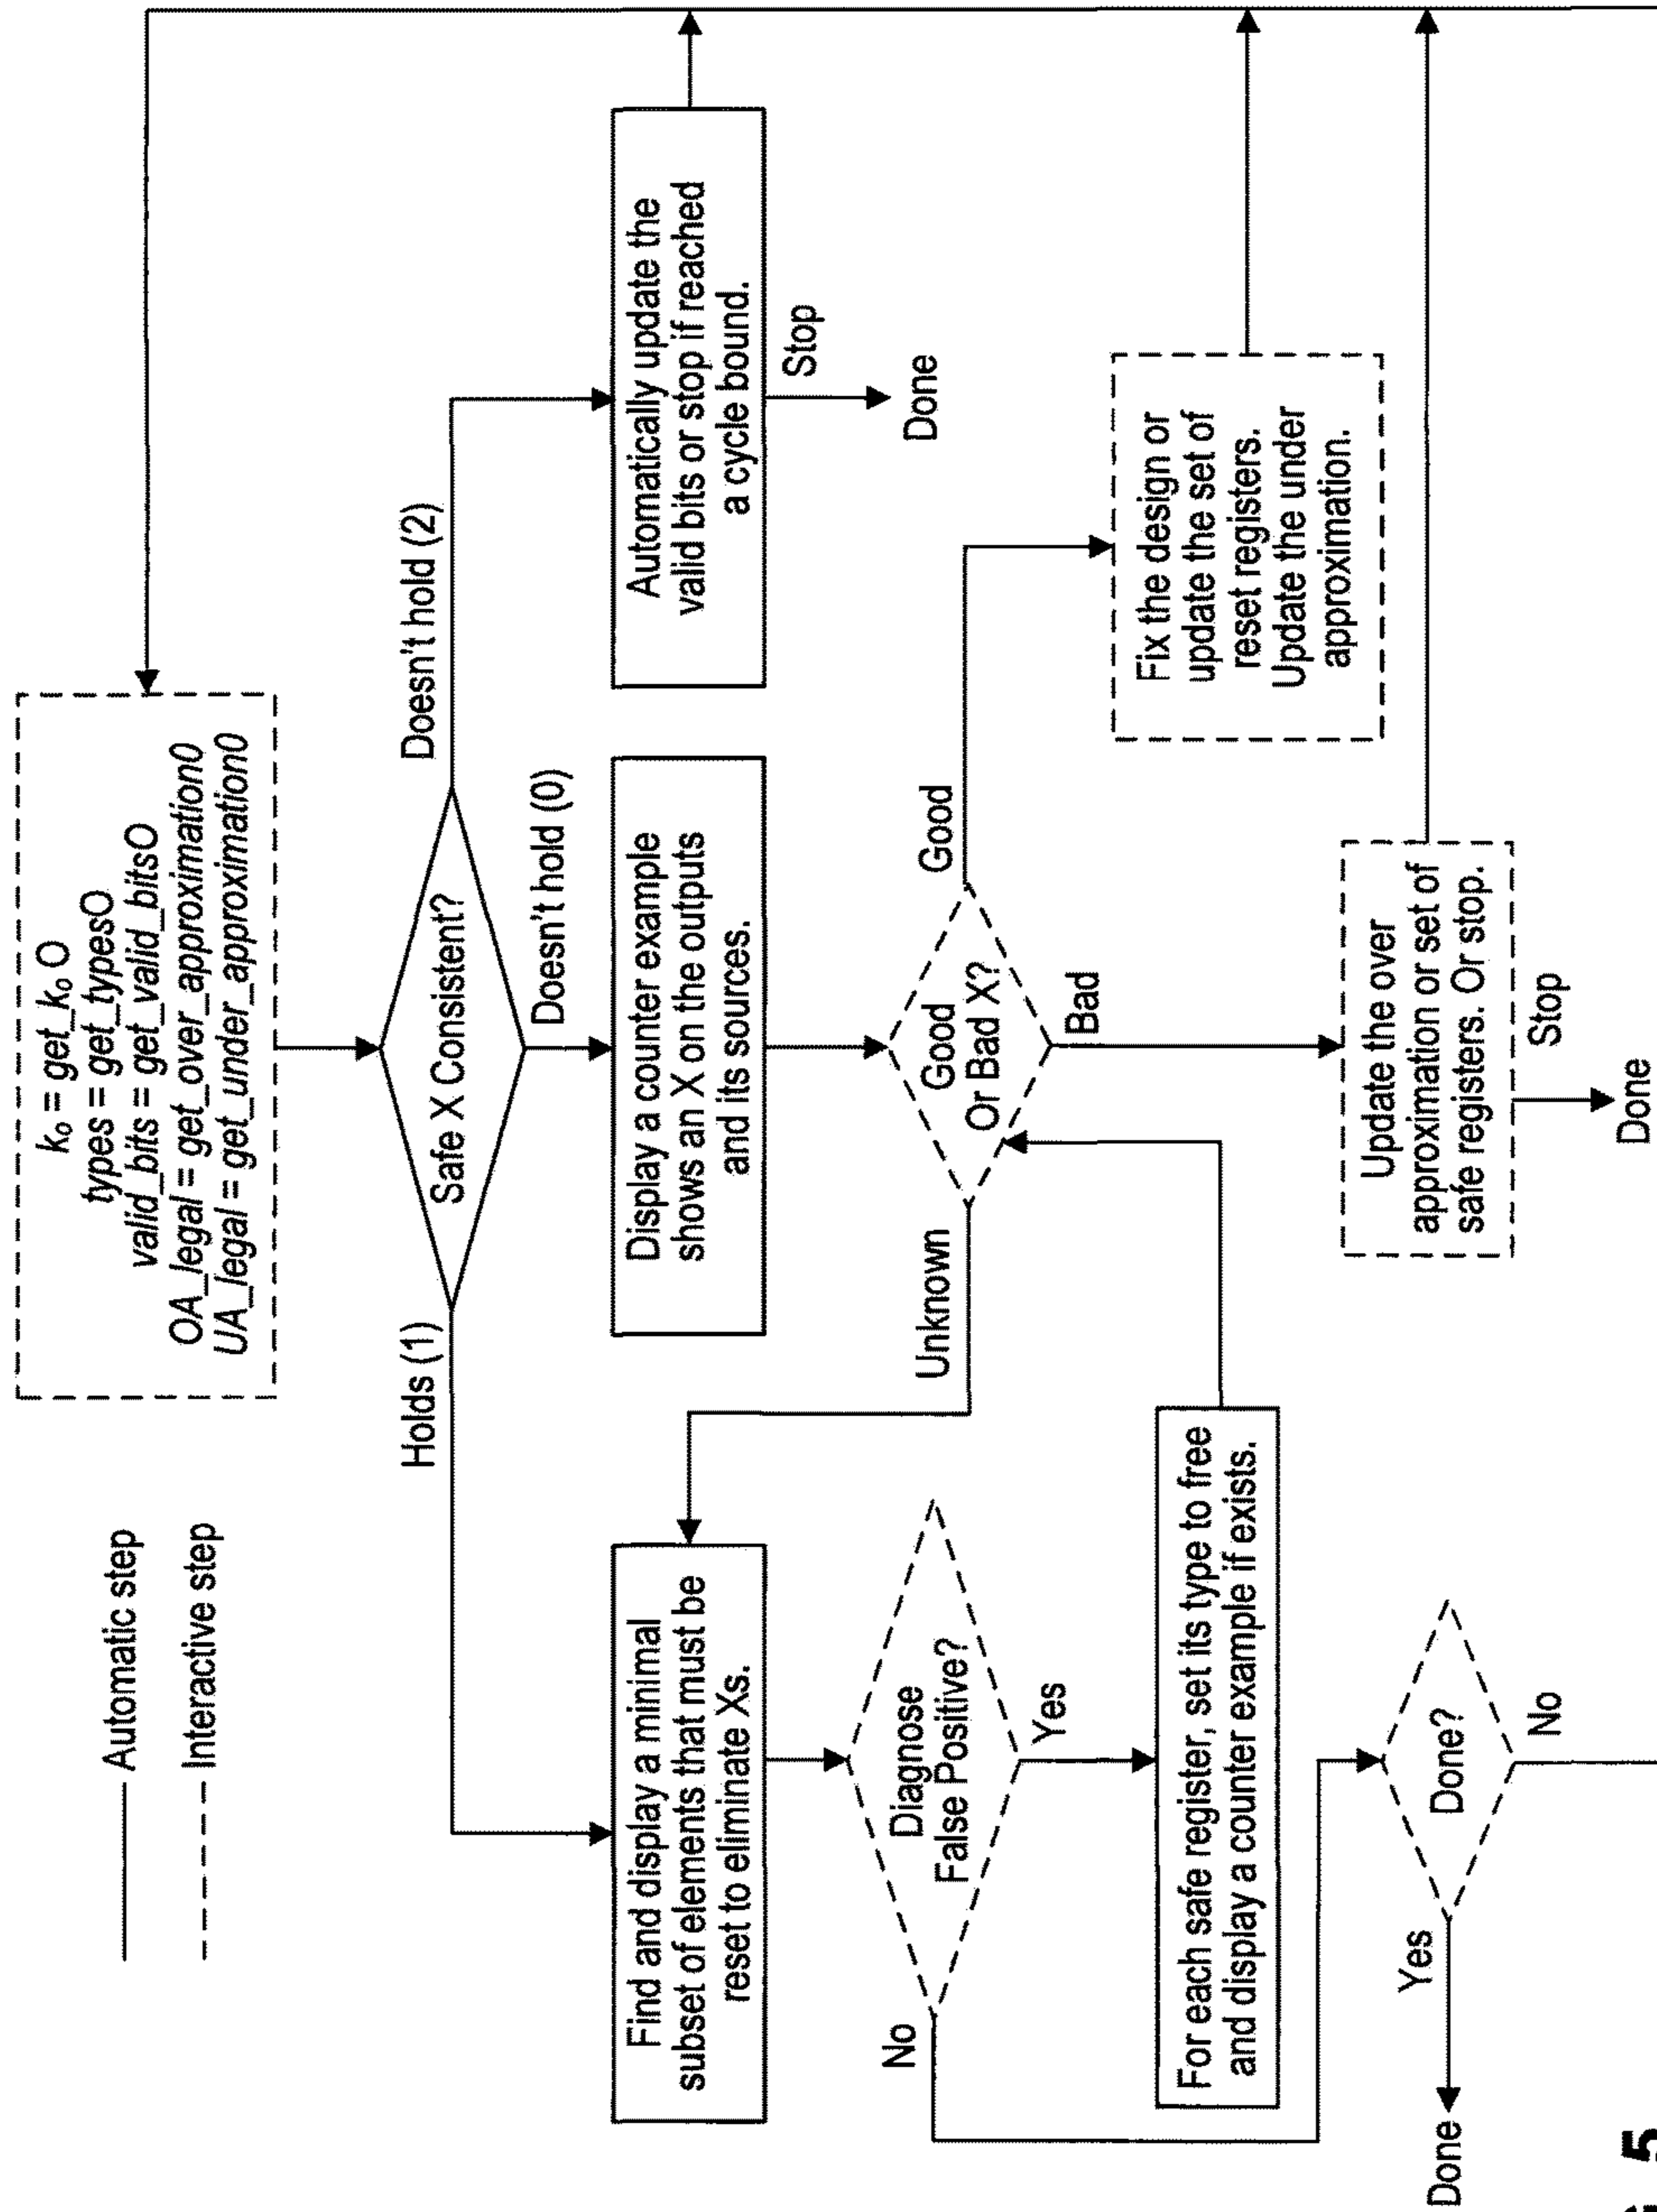 k₀ = get_k₀ O
types = get_typesO
valid_bits = get_valid_bitsO
OA_legal = get_over_approximation0
UA_legal = get_under_approximation0
Automatic step
Interactive step
Safe X Consistent?
Holds (1)
Doesn't hold (0)
Doesn't hold (2)
Find and display a minimal
subset of elements that must be
reset to eliminate Xs.
Display a counter example
shows an X on the outputs
and its sources.
Automatically update the
valid bits or stop if reached
a cycle bound.
Stop
Done
Diagnose
False Positive?
No
Yes
Unknown
Good
Or Bad X?
Good
Bad
Fix the design or
update the set of
reset registers.
Update the under
approximation.
For each safe register, set its type to free
and display a counter example if exists.
Update the over
approximation or set of
safe registers. Or stop.
Stop
Done
Done?
Yes
No
Done
5